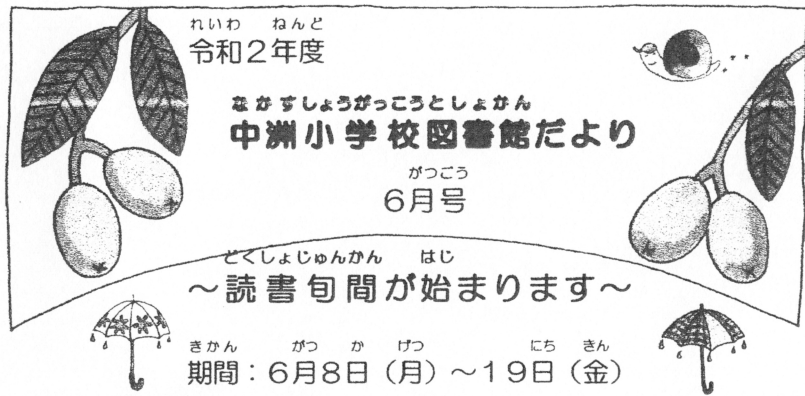 れいわ ねんど
令和２年度
なかすしょうがっこうとしょかん
中洲小学校図書館だより
がつごう
６月号
どくしょじゅんかん はじ
～読書旬間が始まります～
きかん がつ か げつ にち きん
期間：６月８日（月）～１９日（金）